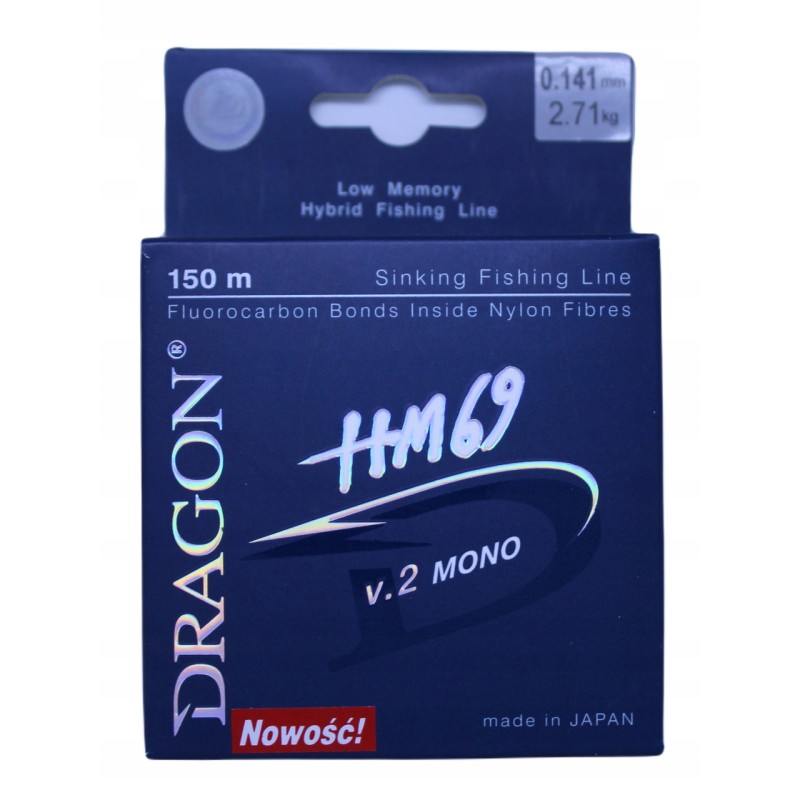 0.141 mm
2.71 kg
Low Memory
Hybrid Fishing Line
150 m
Sinking Fishing Line
Fluorocarbon Bonds Inside Nylon Fibres
DRAGON®
HM69
v.2 MONO
Nowość!
made in JAPAN